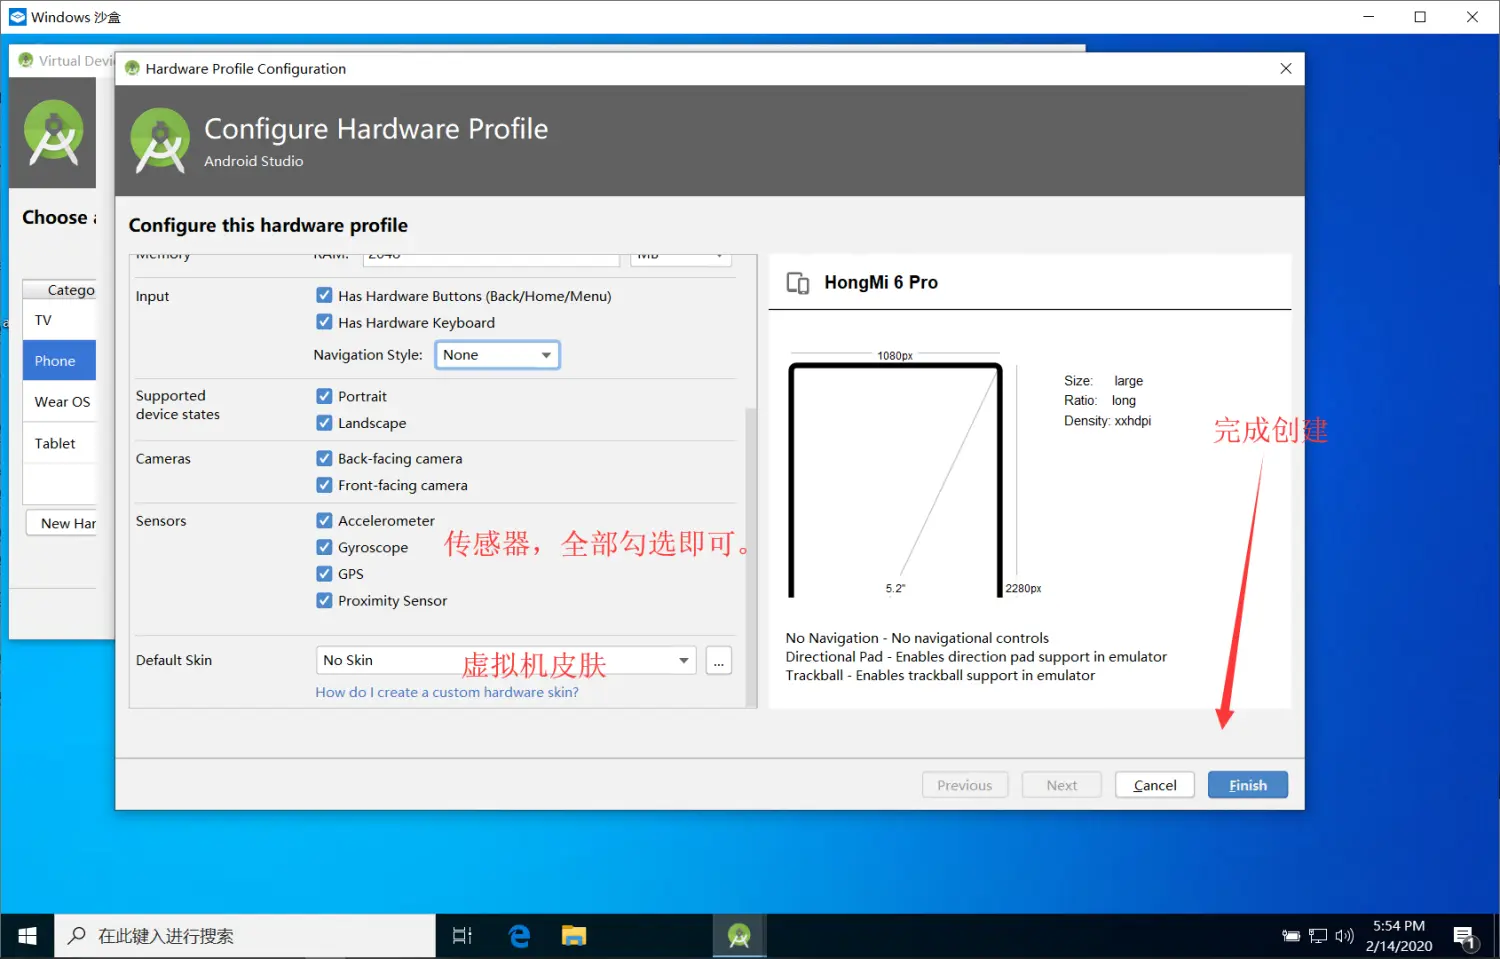 Windows 沙盒
Virtual Devi
Hardware Profile Configuration
Configure Hardware Profile
Android Studio
Choose a
Configure this hardware profile
Memory
RAM:
2048
MB
Catego
TV
Phone
Wear OS
Tablet
New Har
Input
Has Hardware Buttons (Back/Home/Menu)
Has Hardware Keyboard
Navigation Style:
None
Supported
device states
Portrait
Landscape
Cameras
Back-facing camera
Front-facing camera
Sensors
Accelerometer
Gyroscope
GPS
Proximity Sensor
传感器，全部勾选即可。
Default Skin
No Skin
虚拟机皮肤
...
How do I create a custom hardware skin?
HongMi 6 Pro
1080px
5.2"
2280px
Size: large
Ratio: long
Density: xxhdpi
完成创建
No Navigation - No navigational controls
Directional Pad - Enables direction pad support in emulator
Trackball - Enables trackball support in emulator
Previous
Next
Cancel
Finish
在此键入进行搜索
5:54 PM
2/14/2020
1